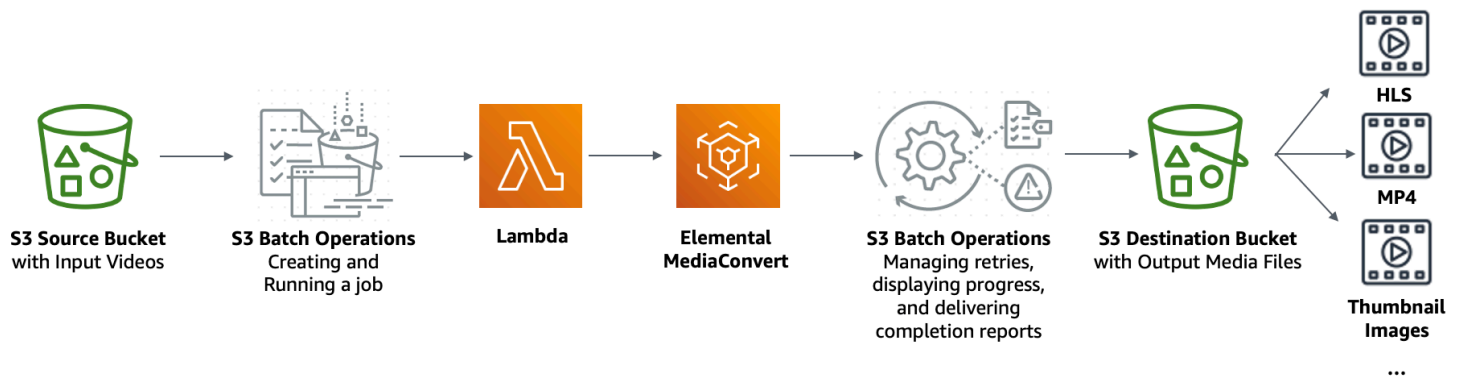 S3 Source Bucket
with Input Videos
S3 Batch Operations
Creating and
Running a job
Lambda
Elemental
MediaConvert
S3 Batch Operations
Managing retries,
displaying progress,
and delivering
completion reports
S3 Destination Bucket
with Output Media Files
HLS
MP4
Thumbnail
Images
...